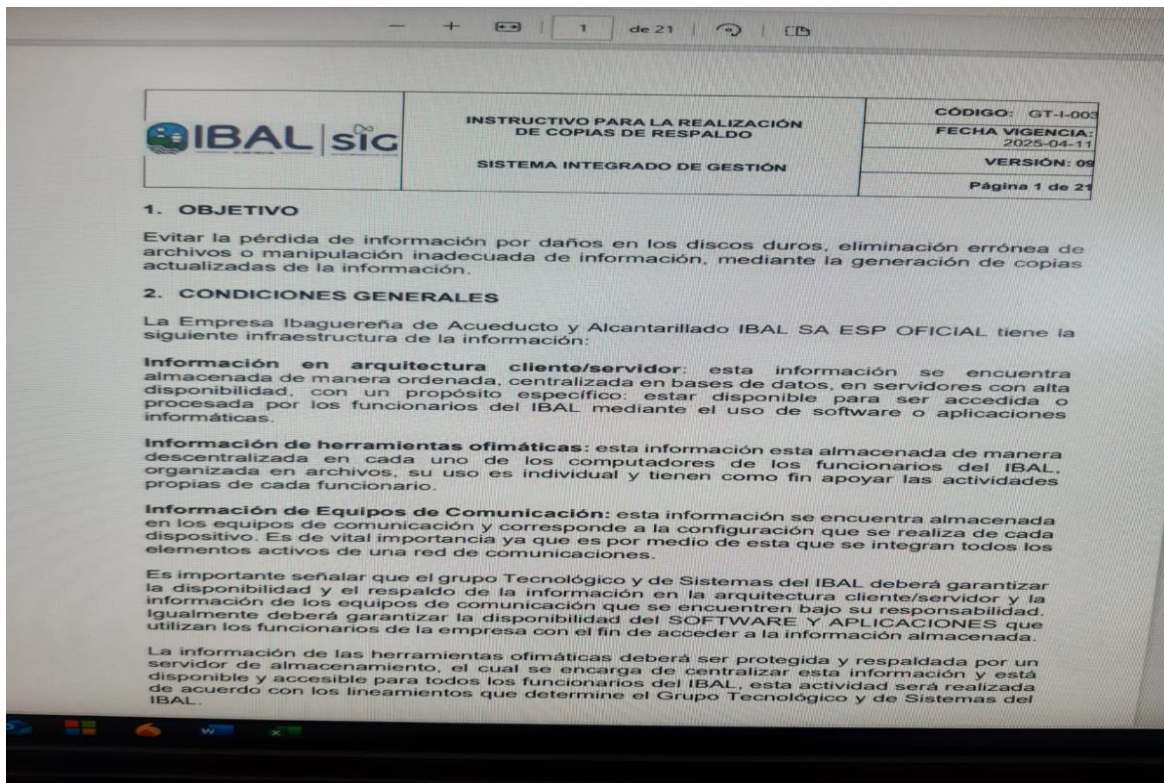 1 de 21
IBAL sig
INSTRUCTIVO PARA LA REALIZACIÓN
DE COPIAS DE RESPALDO
SISTEMA INTEGRADO DE GESTIÓN
CÓDIGO: GT-I-003
FECHA VIGENCIA:
2025-04-11
VERSIÓN: 09
Página 1 de 21
1. OBJETIVO
Evitar la pérdida de información por daños en los discos duros, eliminación errónea de
archivos o manipulación inadecuada de información, mediante la generación de copias
actualizadas de la información.
2. CONDICIONES GENERALES
La Empresa Ibaguereña de Acueducto y Alcantarillado IBAL SA ESP OFICIAL tiene la
siguiente infraestructura de la información:
Información en arquitectura cliente/servidor: esta información se encuentra
almacenada de manera ordenada, centralizada en bases de datos, en servidores con alta
disponibilidad, con un propósito específico: estar disponible para ser accedida o
procesada por los funcionarios del IBAL mediante el uso de software o aplicaciones
informáticas.
Información de herramientas ofimáticas: esta información esta almacenada de manera
descentralizada en cada uno de los computadores de los funcionarios del IBAL,
organizada en archivos, su uso es individual y tienen como fin apoyar las actividades
propias de cada funcionario.
Información de Equipos de Comunicación: esta información se encuentra almacenada
en los equipos de comunicación y corresponde a la configuración que se realiza de cada
dispositivo. Es de vital importancia ya que es por medio de esta que se integran todos los
elementos activos de una red de comunicaciones.
Es importante señalar que el grupo Tecnológico y de Sistemas del IBAL deberá garantizar
la disponibilidad y el respaldo de la información en la arquitectura cliente/servidor y la
información de los equipos de comunicación que se encuentren bajo su responsabilidad.
Igualmente deberá garantizar la disponibilidad del SOFTWARE Y APLICACIONES que
utilizan los funcionarios de la empresa con el fin de acceder a la información almacenada.
La información de las herramientas ofimáticas deberá ser protegida y respaldada por un
servidor de almacenamiento, el cual se encarga de centralizar esta información y está
disponible y accesible para todos los funcionarios del IBAL, esta actividad será realizada
de acuerdo con los lineamientos que determine el Grupo Tecnológico y de Sistemas del
IBAL.